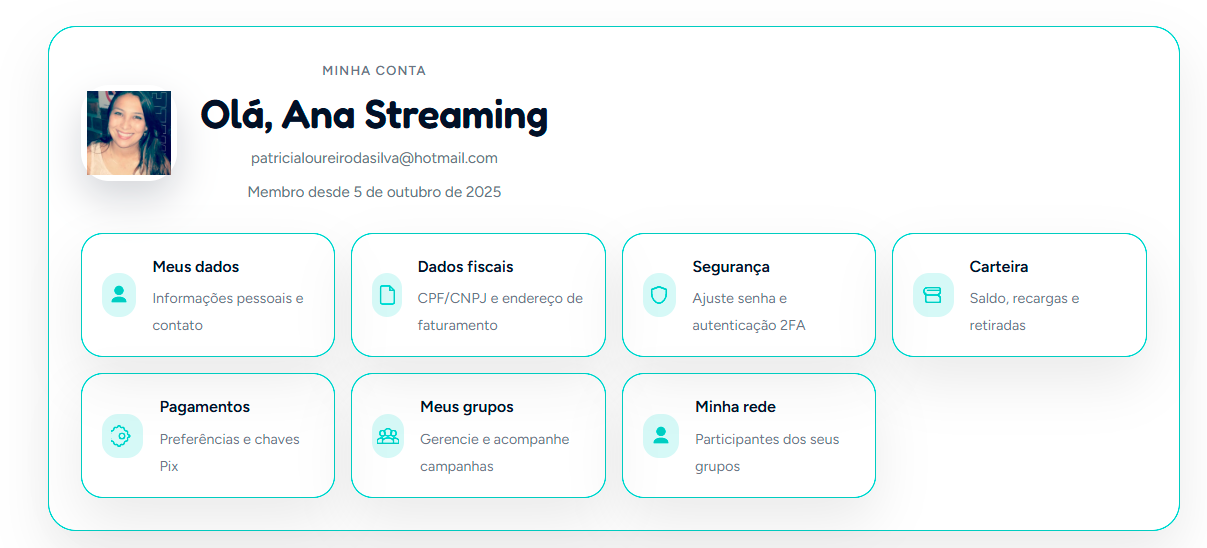 MINHA CONTA
Olá, Ana Streaming
patricialoureirodasilva@hotmail.com
Membro desde 5 de outubro de 2025
Meus dados
Informações pessoais e
contato
Dados fiscais
CPF/CNPJ e endereço de
faturamento
Segurança
Ajuste senha e
autenticação 2FA
Carteira
Saldo, recargas e
retiradas
Pagamentos
Preferências e chaves
Pix
Meus grupos
Gerencie e acompanhe
campanhas
Minha rede
Participantes dos seus
grupos